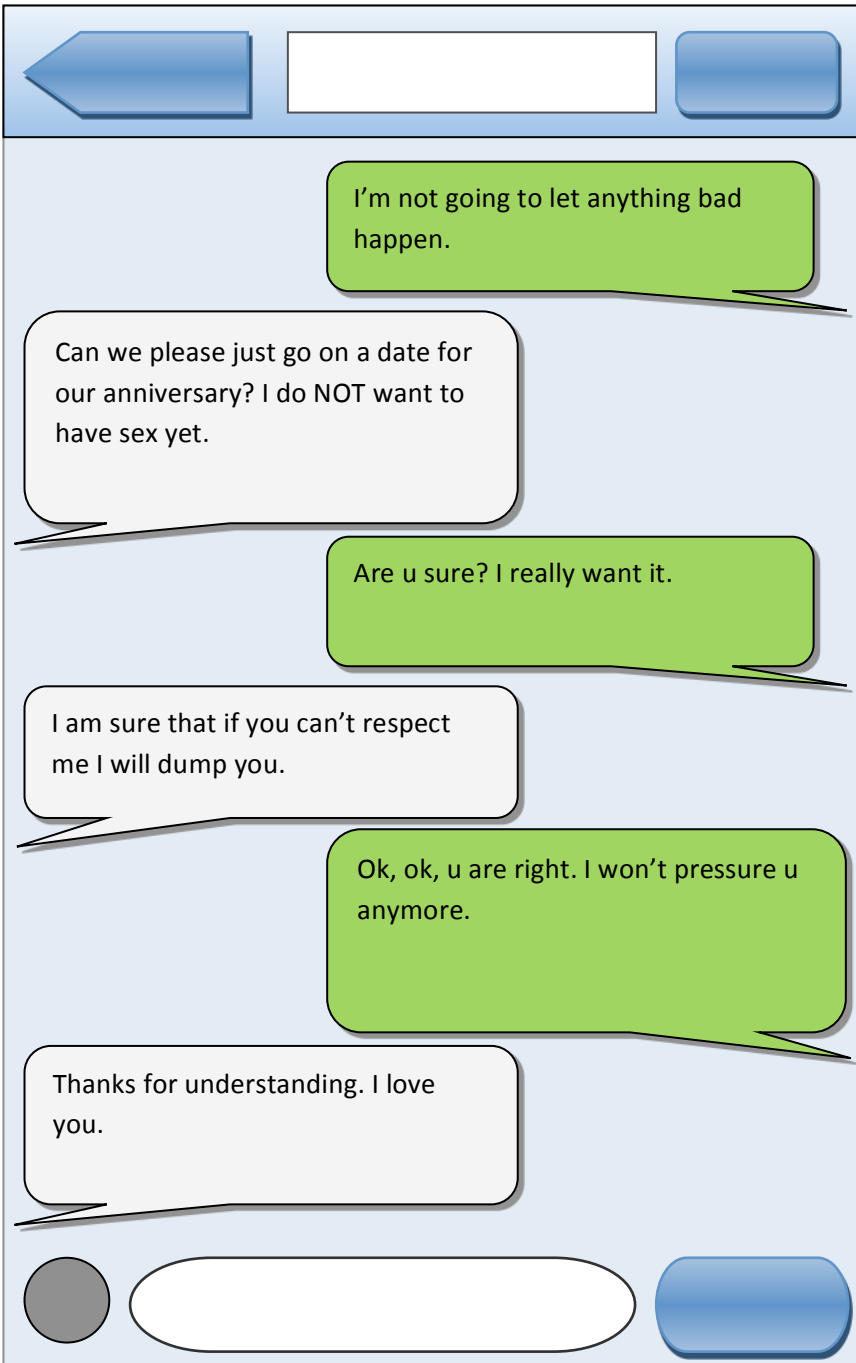 I’m not going to let anything bad
happen.
Can we please just go on a date for
our anniversary? I do NOT want to
have sex yet.
Are u sure? I really want it.
I am sure that if you can’t respect
me I will dump you.
Ok, ok, u are right. I won’t pressure u
anymore.
Thanks for understanding. I love
you.